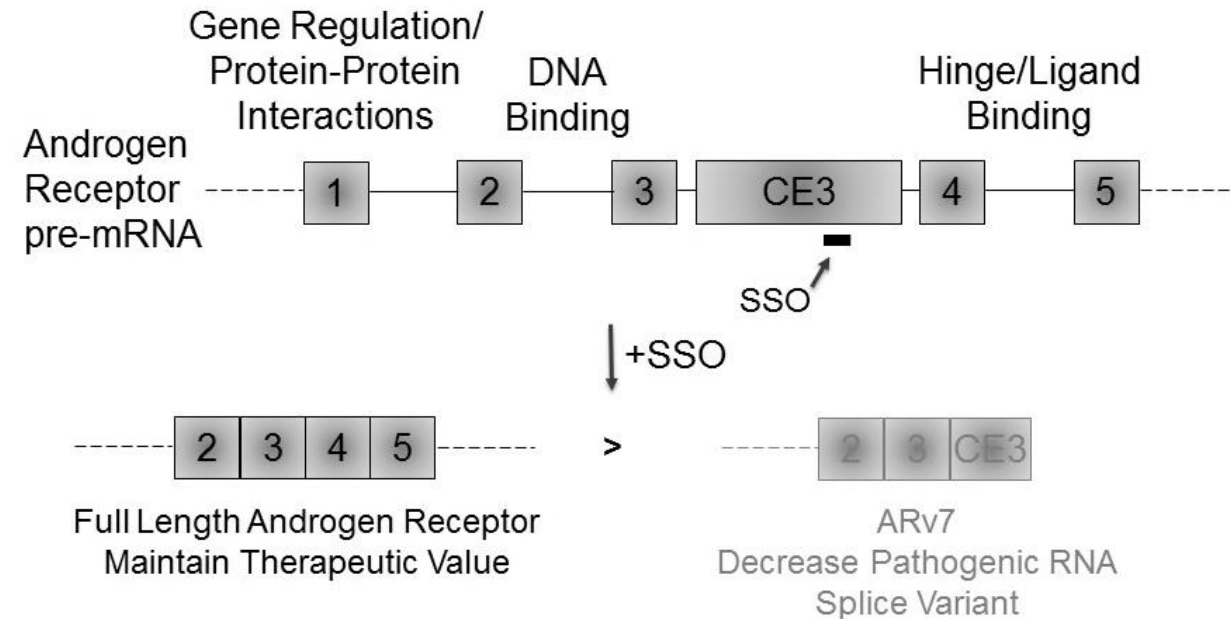 Gene Regulation/
Protein-Protein
Interactions
DNA
Binding
Hinge/Ligand
Binding
Androgen
Receptor
pre-mRNA
1 2 3 CE3 4 5
SSO
+SSO
2 3 4 5 > 2 3 CE3
Full Length Androgen Receptor
Maintain Therapeutic Value
ARv7
Decrease Pathogenic RNA
Splice Variant